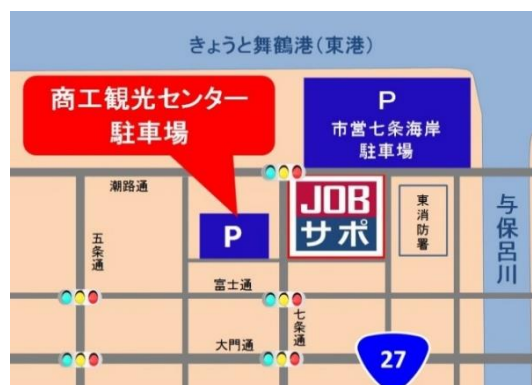 きょうと舞鶴港(東港)
商工観光センター
駐車場
P
市営七条海岸
駐車場
潮路通
JOB
サポ
東消防署
与保呂川
五条通
P
富士通
七条通
大門通
27